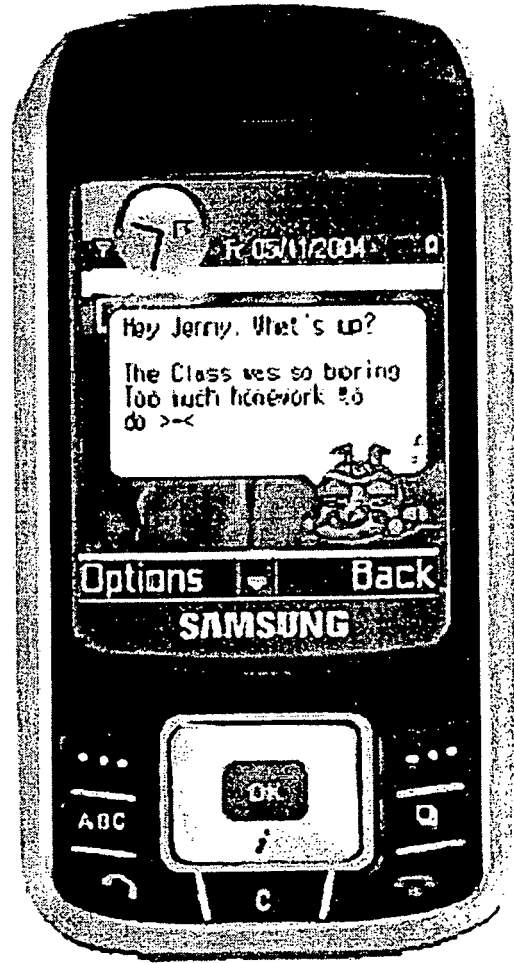 Fr 05/11/2004
Hey Jenny. What's up?
The Class was so boring
Too much homework to
do >-<
Options Back
SAMSUNG
OK
i
ABC
C